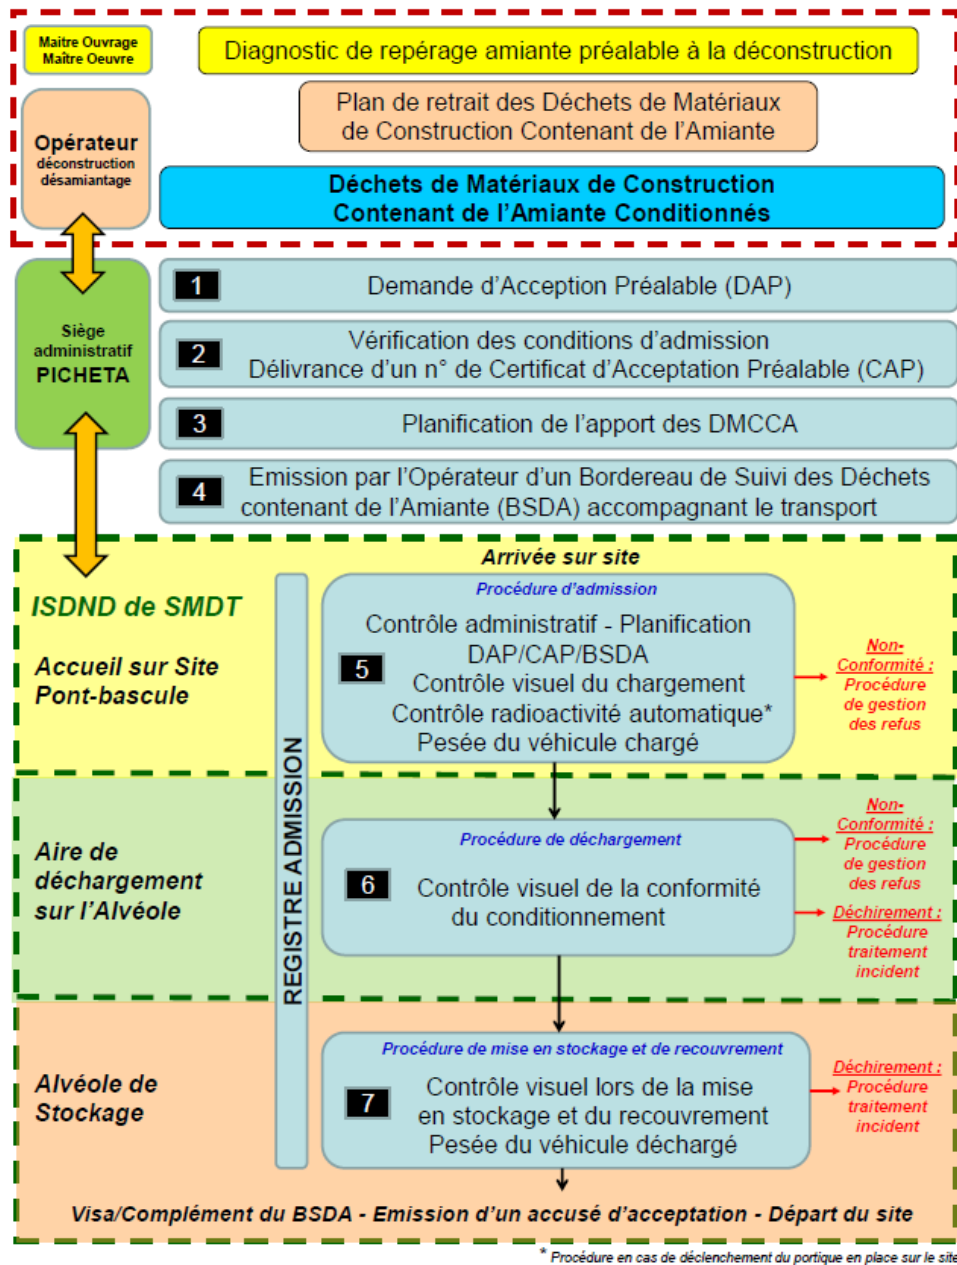 Maitre Ouvrage
Maître Oeuvre
Diagnostic de repérage amiante préalable à la déconstruction
Plan de retrait des Déchets de Matériaux
de Construction Contenant de l'Amiante
Opérateur
déconstruction
désamiantage
Déchets de Matériaux de Construction
Contenant de l'Amiante Conditionnés
Siège
administratif
PICHETA
1
Demande d'Acception Préalable (DAP)
2
Vérification des conditions d'admission
Délivrance d'un n° de Certificat d'Acceptation Préalable (CAP)
3
Planification de l'apport des DMCCA
4
Emission par l'Opérateur d'un Bordereau de Suivi des Déchets
contenant de l'Amiante (BSDA) accompagnant le transport
Arrivée sur site
ISDND de SMDT
Accueil sur Site
Pont-bascule
REGISTRE ADMISSION
Procédure d'admission
5
Contrôle administratif - Planification
DAP/CAP/BSDA
Contrôle visuel du chargement
Contrôle radioactivité automatique*
Pesée du véhicule chargé
Non-
Conformité :
Procédure
de gestion
des refus
Aire de
déchargement
sur l'Alvéole
Procédure de déchargement
6
Contrôle visuel de la conformité
du conditionnement
Non-
Conformité :
Procédure
de gestion
des refus
Déchirement :
Procédure
traitement
incident
Alvéole de
Stockage
Procédure de mise en stockage et de recouvrement
7
Contrôle visuel lors de la mise
en stockage et du recouvrement
Pesée du véhicule déchargé
Déchirement :
Procédure
traitement
incident
Visa/Complément du BSDA - Emission d'un accusé d'acceptation - Départ du site
* Procédure en cas de déclenchement du portique en place sur le site